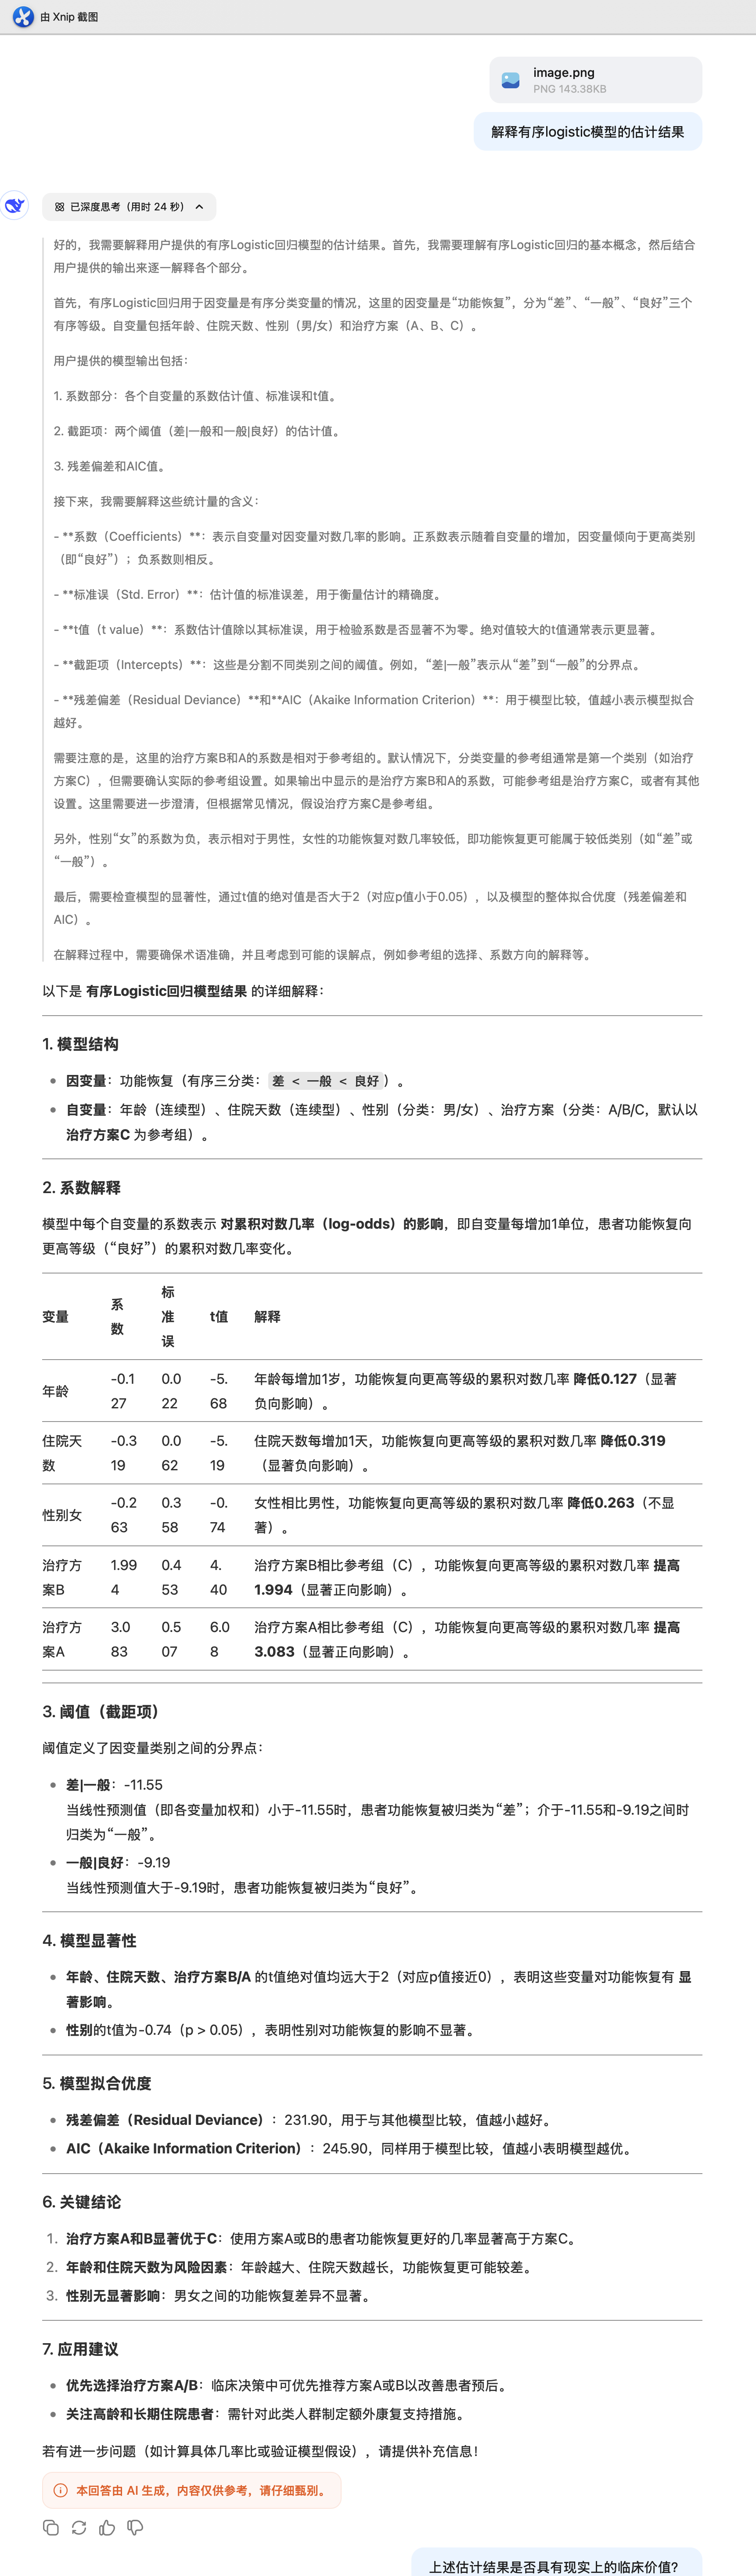 由 Xnip 截图
image.png
PNG 143.38KB
解释有序logistic模型的估计结果
已深度思考（用时 24 秒）
好的，我需要解释用户提供的有序Logistic回归模型的估计结果。首先，我需要理解有序Logistic回归的基本概念，然后结合
用户提供的输出来逐一解释各个部分。
首先，有序Logistic回归用于因变量是有序分类变量的情况，这里的因变量是“功能恢复”，分为“差”、“一般”、“良好”三个
有序等级。自变量包括年龄、住院天数、性别（男/女）和治疗方案（A、B、C）。
用户提供的模型输出包括：
1. 系数部分：各个自变量的系数估计值、标准误和t值。
2. 截距项：两个阈值（差|一般和一般|良好）的估计值。
3. 残差偏差和AIC值。
接下来，我需要解释这些统计量的含义：
- **系数（Coefficients）**：表示自变量对因变量对数几率的影响。正系数表示随着自变量的增加，因变量倾向于更高类别
（即“良好”）；负系数则相反。
- **标准误（Std. Error）**：估计值的标准误差，用于衡量估计的精确度。
- **t值（t value）**：系数估计值除以其标准误，用于检验系数是否显著不为零。绝对值较大的t值通常表示更显著。
- **截距项（Intercepts）**：这些是分割不同类别之间的阈值。例如，“差|一般”表示从“差”到“一般”的分界点。
- **残差偏差（Residual Deviance）**和**AIC（Akaike Information Criterion）**：用于模型比较，值越小表示模型拟合
越好。
需要注意的是，这里的治疗方案B和A的系数是相对于参考组的。默认情况下，分类变量的参考组通常是第一个类别（如治疗
方案C），但需要确认实际的参考组设置。如果输出中显示的是治疗方案B和A的系数，可能参考组是治疗方案C，或者有其他
设置。这里需要进一步澄清，但根据常见情况，假设治疗方案C是参考组。
另外，性别“女”的系数为负，表示相对于男性，女性的功能恢复对数几率较低，即功能恢复更可能属于较低类别（如“差”或
“一般”）。
最后，需要检查模型的显著性，通过t值的绝对值是否大于2（对应p值小于0.05），以及模型的整体拟合优度（残差偏差和
AIC）。
在解释过程中，需要确保术语准确，并且考虑到可能的误解点，例如参考组的选择、系数方向的解释等。
以下是 有序Logistic回归模型结果 的详细解释：
1. 模型结构
• 因变量：功能恢复（有序三分类：差 < 一般 < 良好）。
• 自变量：年龄（连续型）、住院天数（连续型）、性别（分类：男/女）、治疗方案（分类：A/B/C，默认以
治疗方案C 为参考组）。
2. 系数解释
模型中每个自变量的系数表示 对累积对数几率（log-odds）的影响，即自变量每增加1单位，患者功能恢复向
更高等级（“良好”）的累积对数几率变化。
变量 系数 标准误 t值 解释
年龄 -0.127 0.022 -5.68 年龄每增加1岁，功能恢复向更高等级的累积对数几率 降低0.127（显著
负向影响）。
住院天数 -0.319 0.062 -5.19 住院天数每增加1天，功能恢复向更高等级的累积对数几率 降低0.319
（显著负向影响）。
性别女 -0.263 0.358 -0.74 女性相比男性，功能恢复向更高等级的累积对数几率 降低0.263（不显
著）。
治疗方案B 1.994 0.453 4.40 治疗方案B相比参考组（C），功能恢复向更高等级的累积对数几率 提高
1.994（显著正向影响）。
治疗方案A 3.083 0.507 6.08 治疗方案A相比参考组（C），功能恢复向更高等级的累积对数几率 提高
3.083（显著正向影响）。
3. 阈值（截距项）
阈值定义了因变量类别之间的分界点：
• 差|一般：-11.55
当线性预测值（即各变量加权和）小于-11.55时，患者功能恢复被归类为“差”；介于-11.55和-9.19之间时
归类为“一般”。
• 一般|良好：-9.19
当线性预测值大于-9.19时，患者功能恢复被归类为“良好”。
4. 模型显著性
• 年龄、住院天数、治疗方案B/A 的t值绝对值均远大于2（对应p值接近0），表明这些变量对功能恢复有 显
著影响。
• 性别的t值为-0.74（p > 0.05），表明性别对功能恢复的影响不显著。
5. 模型拟合优度
• 残差偏差（Residual Deviance）：231.90，用于与其他模型比较，值越小越好。
• AIC（Akaike Information Criterion）：245.90，同样用于模型比较，值越小表明模型越优。
6. 关键结论
1. 治疗方案A和B显著优于C：使用方案A或B的患者功能恢复更好的几率显著高于方案C。
2. 年龄和住院天数为风险因素：年龄越大、住院天数越长，功能恢复更可能较差。
3. 性别无显著影响：男女之间的功能恢复差异不显著。
7. 应用建议
• 优先选择治疗方案A/B：临床决策中可优先推荐方案A或B以改善患者预后。
• 关注高龄和长期住院患者：需针对此类人群制定额外康复支持措施。
若有进一步问题（如计算具体几率比或验证模型假设），请提供补充信息！
本回答由 AI 生成，内容仅供参考，请仔细甄别。
上述估计结果是否具有现实上的临床价值?